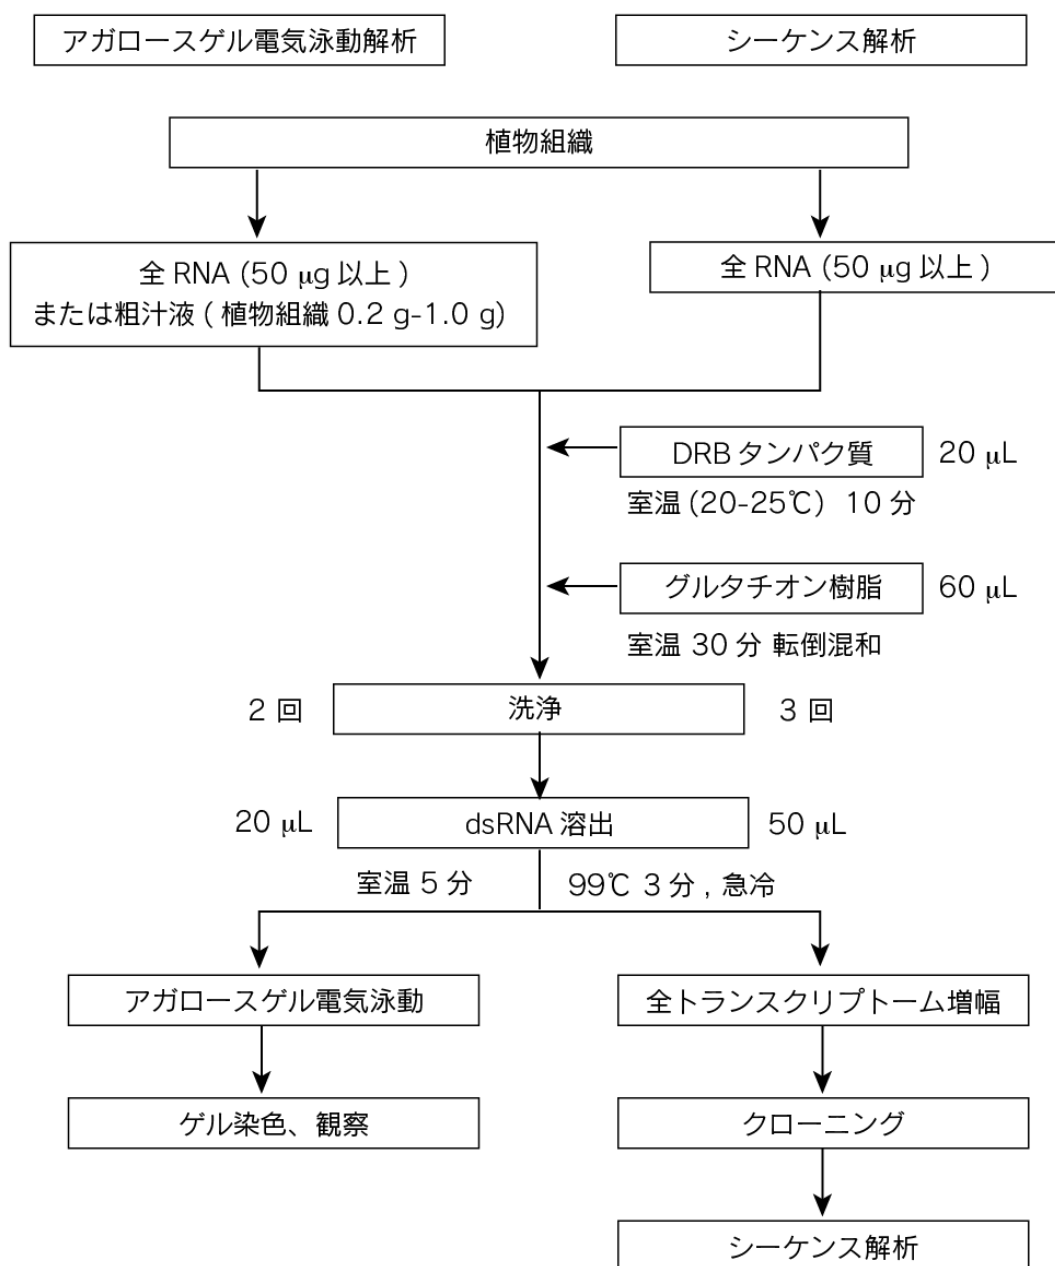 アガロースゲル電気泳動解析
シーケンス解析
植物組織
全 RNA (50 μg 以上 )
または粗汁液 ( 植物組織 0.2 g-1.0 g)
全 RNA (50 μg 以上 )
DRB タンパク質
20 μL
室温 (20-25℃) 10 分
グルタチオン樹脂
60 μL
室温 30 分 転倒混和
2 回
洗浄
3 回
20 μL
dsRNA 溶出
50 μL
室温 5 分
99℃ 3 分 , 急冷
アガロースゲル電気泳動
全トランスクリプトーム増幅
ゲル染色、観察
クローニング
シーケンス解析